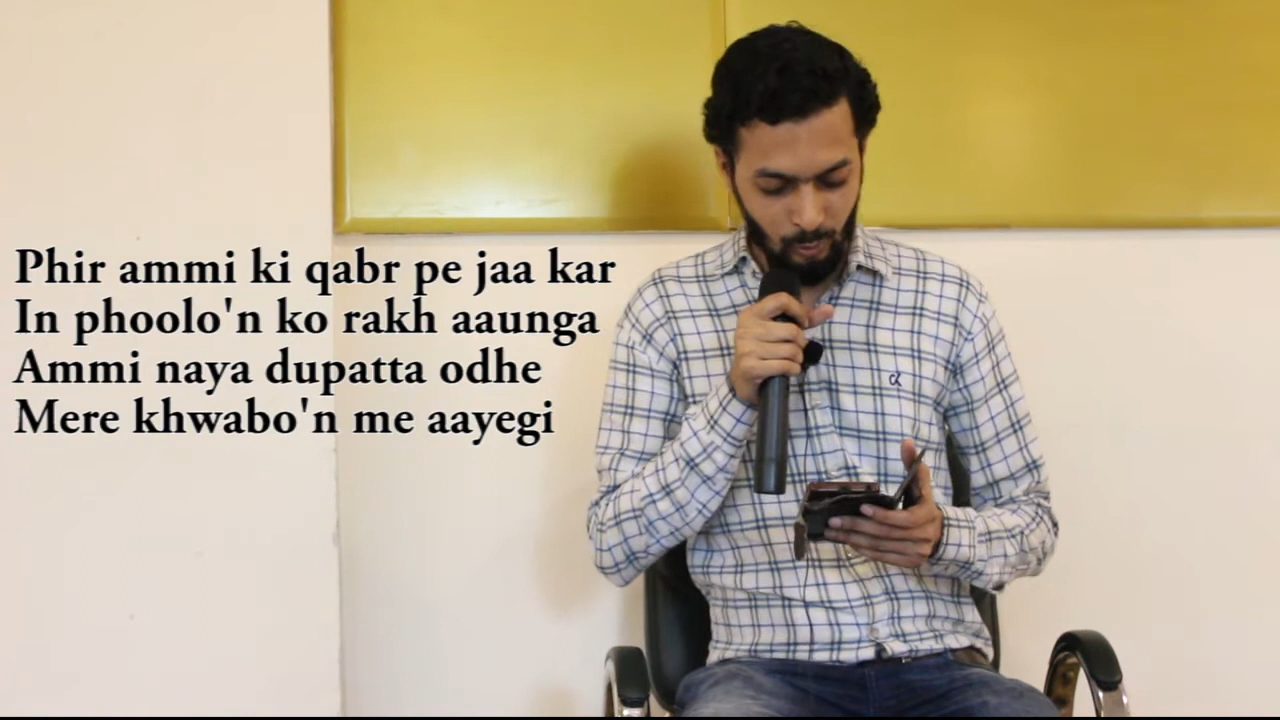 Phir ammi ki qabr pe jaa kar
In phoolo'n ko rakh aaunga
Ammi naya dupatta odhe
Mere khwabo'n me aayegi